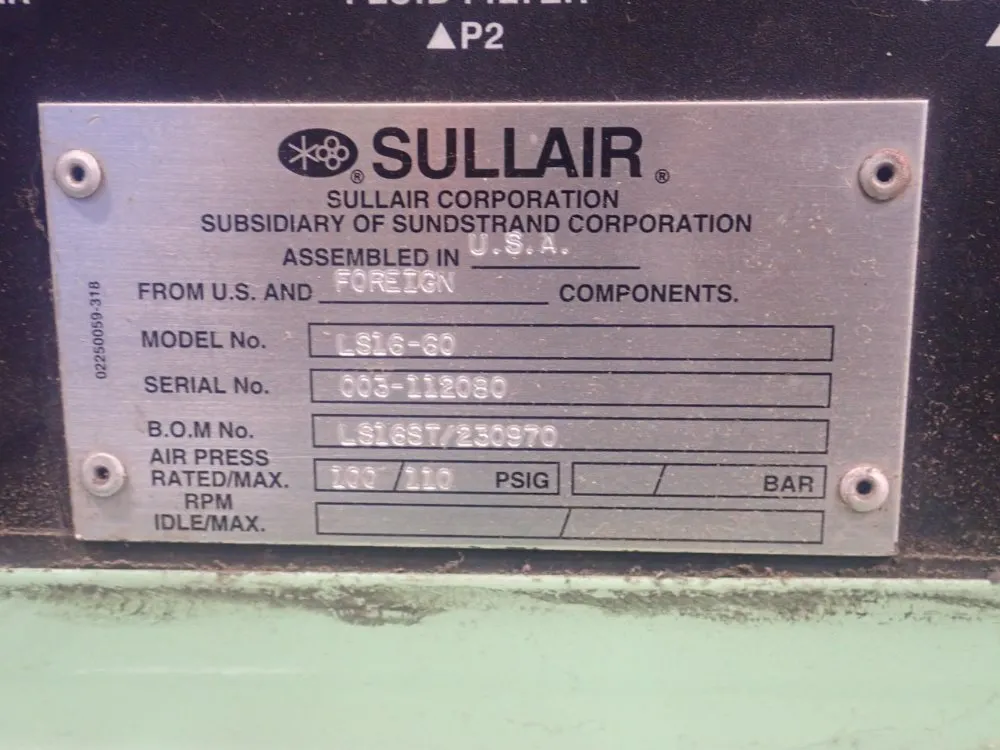 ▲P2
SULLAIR ®
®
SULLAIR CORPORATION
SUBSIDIARY OF SUNDSTRAND CORPORATION
ASSEMBLED IN U.S.A.
FROM U.S. AND FOREIGN COMPONENTS.
02250059-318
MODEL No. LS16-60
SERIAL No. 003-112080
B.O.M No. LS16ST/230970
AIR PRESS
RATED/MAX. 100 /110 PSIG / BAR
RPM
IDLE/MAX. /